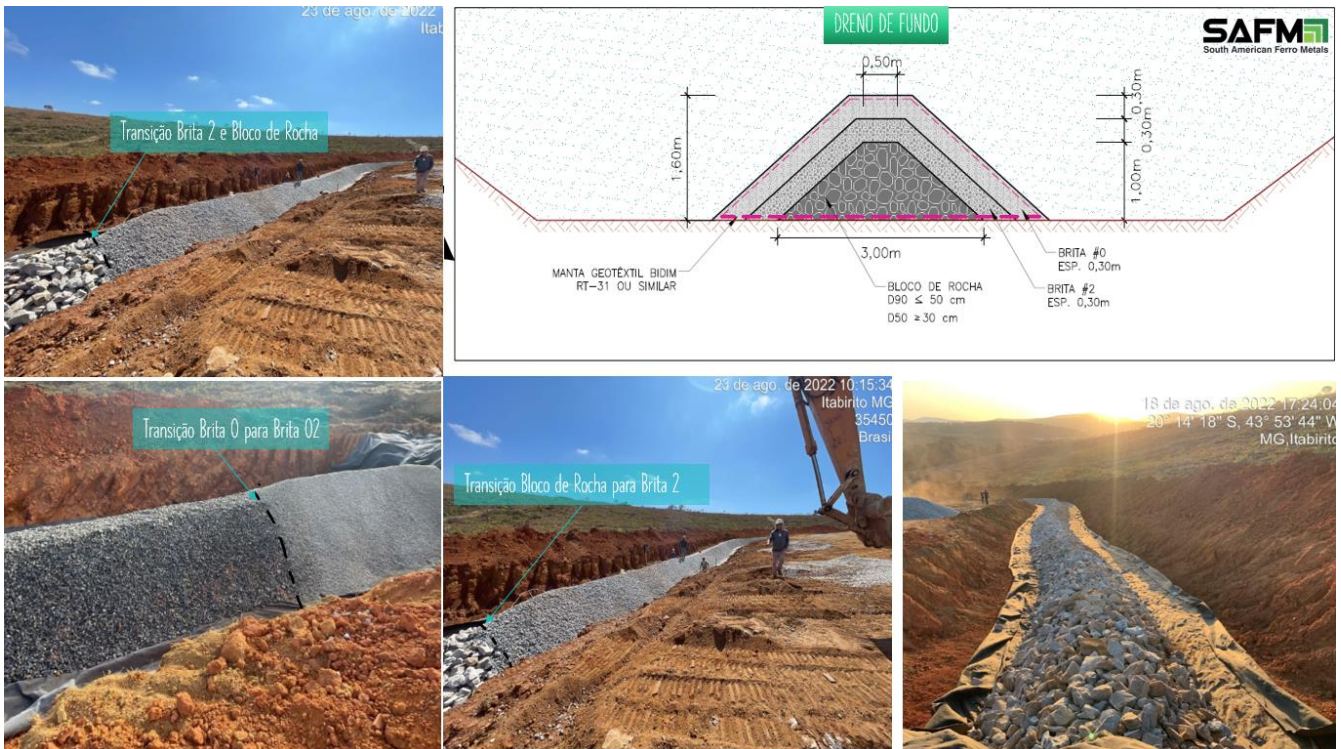 23 de ago. de 2022
Itab
Transição Brita 2 e Bloco de Rocha
DRENO DE FUNDO
SAFM
South American Ferro Metals
0,50m
1,60m
0,30m
0,30m
1,00m
3,00m
MANTA GEOTÊXTIL BIDIM
RT-31 OU SIMILAR
BLOCO DE ROCHA
D90 ≤ 50 cm
D50 ≥ 30 cm
BRITA #0
ESP. 0,30m
BRITA #2
ESP. 0,30m
Transição Brita 0 para Brita 02
23 de ago. de 2022 10:15:34
Itabirito MG
35450
Brasil
Transição Bloco de Rocha para Brita 2
18 de ago. de 2022 17:24:04
20° 14' 18" S, 43° 53' 44" W
MG, Itabirito